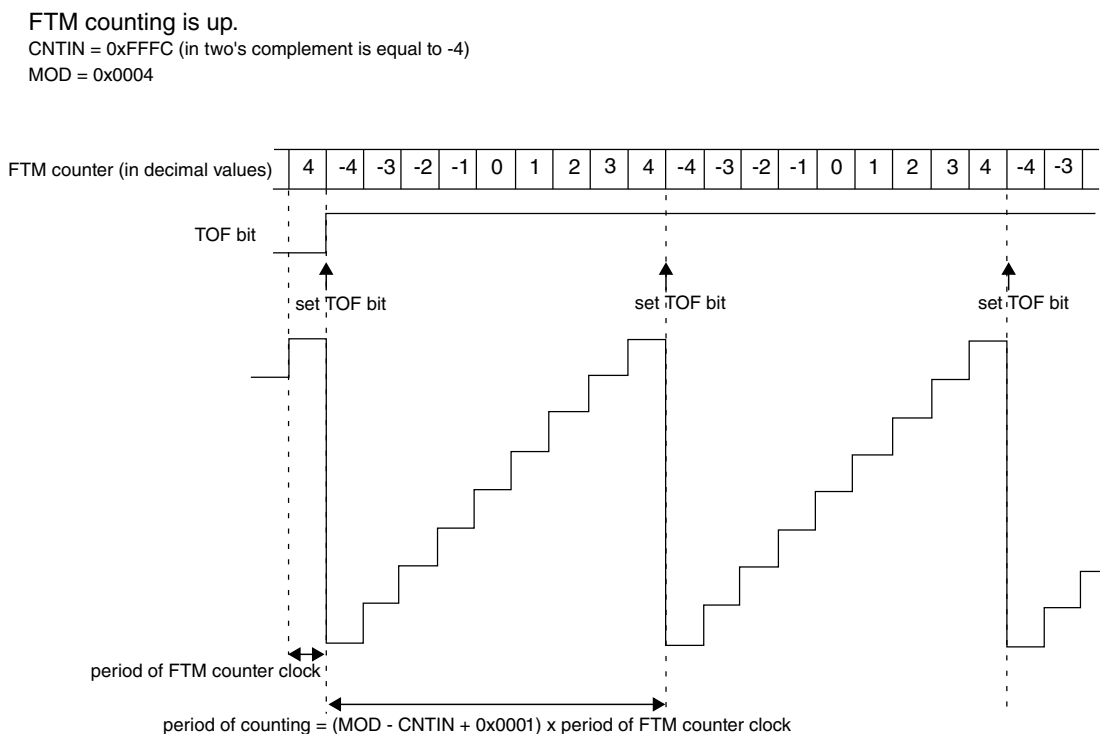 FTM counting is up.
CNTIN = 0xFFFC (in two's complement is equal to -4)
MOD = 0x0004
FTM counter (in decimal values) 4 -4 -3 -2 -1 0 1 2 3 4 -4 -3 -2 -1 0 1 2 3 4 -4 -3
TOF bit
set TOF bit set TOF bit set TOF bit
period of FTM counter clock
period of counting = (MOD - CNTIN + 0x0001) x period of FTM counter clock